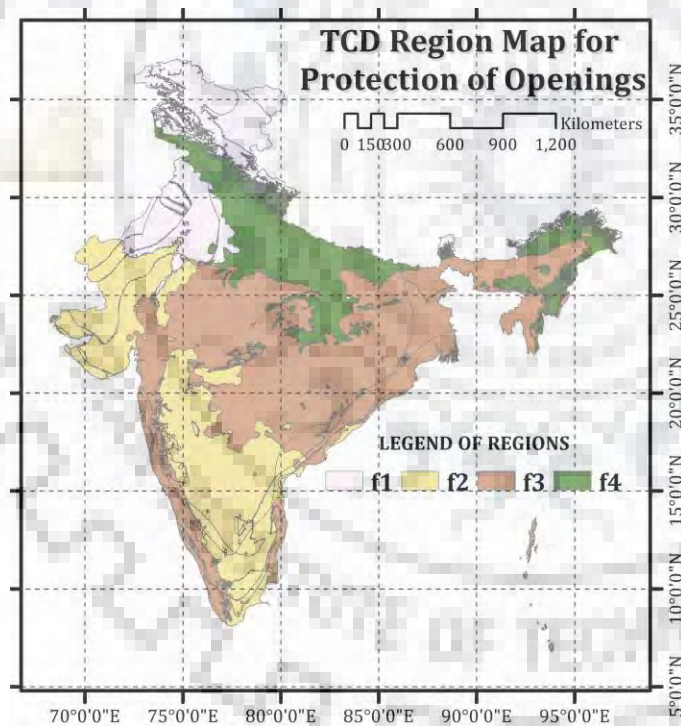 TCD Region Map for
Protection of Openings
Kilometers
0 150300 600 900 1,200
35°0'0"N
30°0'0"N
25°0'0"N
20°0'0"N
15°0'0"N
10°0'0"N
5°0'0"N
LEGEND OF REGIONS
f1 f2 f3 f4
70°0'0"E 75°0'0"E 80°0'0"E 85°0'0"E 90°0'0"E 95°0'0"E